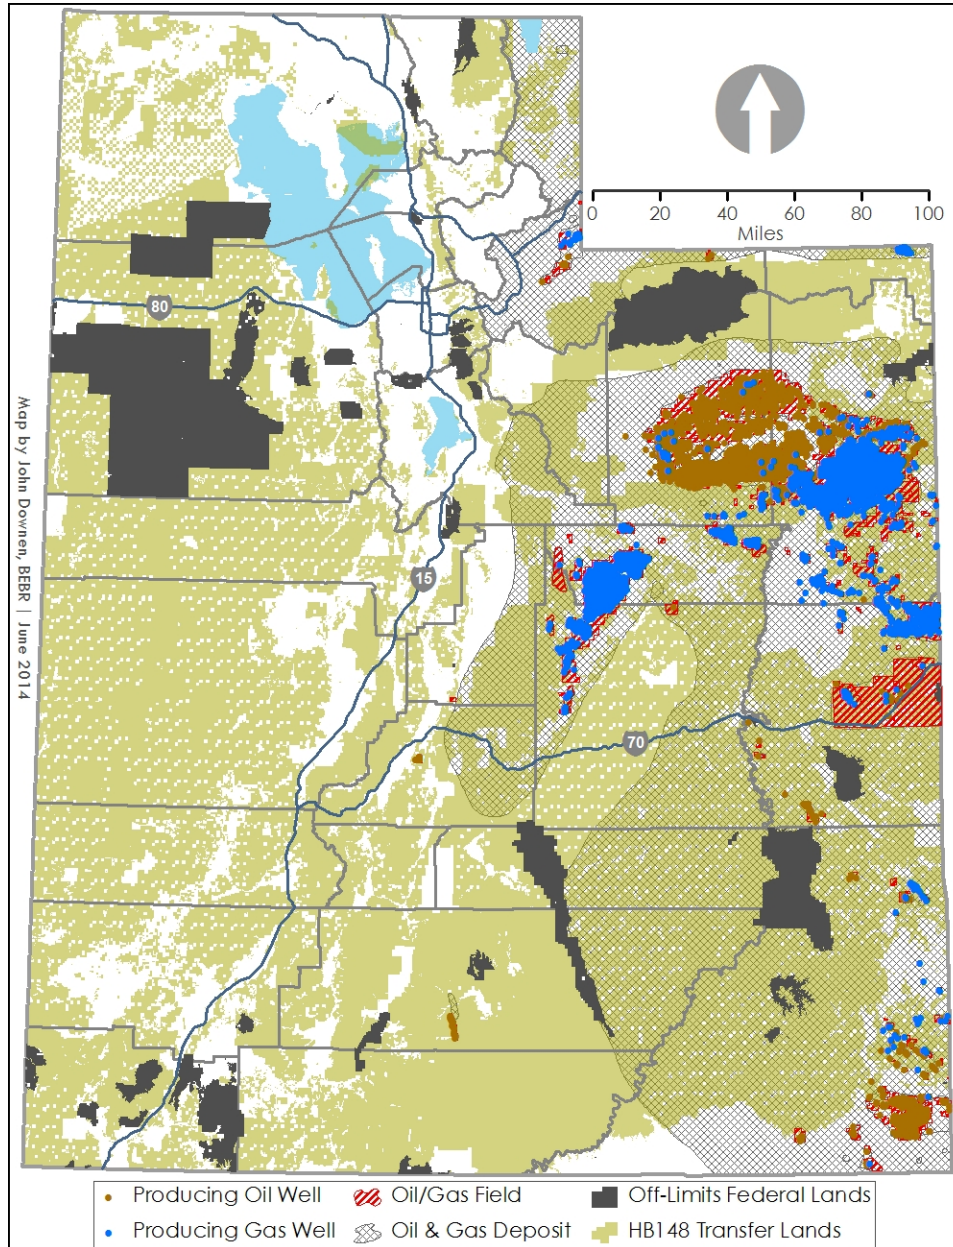 0 20 40 60 80 100
Miles
80
15
70
Map by John Downen, BEBR | June 2014
Producing Oil Well
Oil/Gas Field
Off-Limits Federal Lands
Producing Gas Well
Oil & Gas Deposit
HB148 Transfer Lands